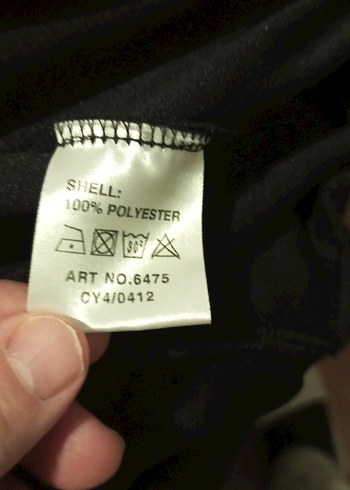 SHELL:
100% POLYESTER
30°
ART NO.6475
CY4/0412